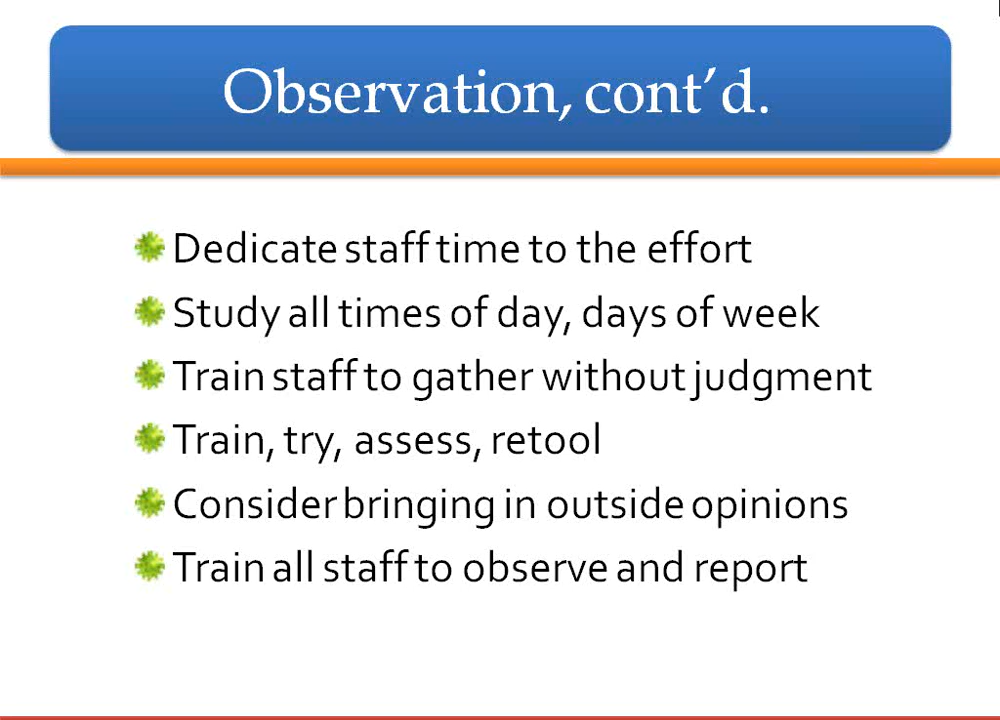 Observation, cont’d.
Dedicate staff time to the effort
Study all times of day, days of week
Train staff to gather without judgment
Train, try, assess, retool
Consider bringing in outside opinions
Train all staff to observe and report